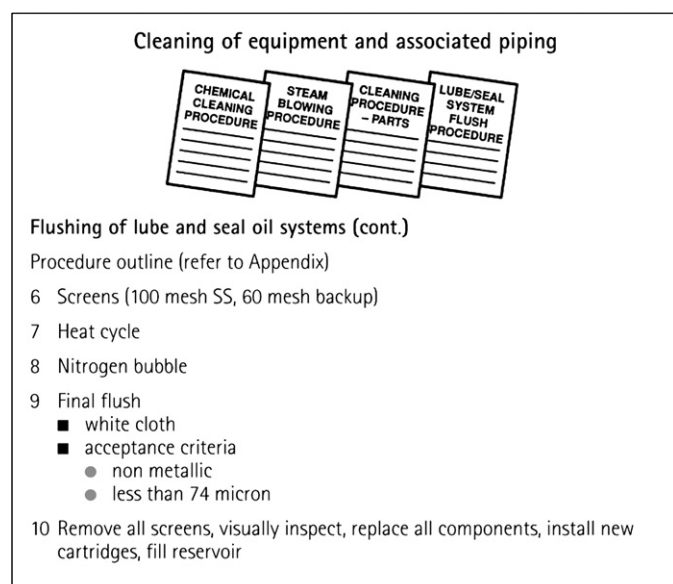 Cleaning of equipment and associated piping
CHEMICAL
CLEANING
PROCEDURE
STEAM
BLOWING
PROCEDURE
CLEANING
PROCEDURE
– PARTS
LUBE/SEAL
SYSTEM
FLUSH
PROCEDURE
Flushing of lube and seal oil systems (cont.)
Procedure outline (refer to Appendix)
6 Screens (100 mesh SS, 60 mesh backup)
7 Heat cycle
8 Nitrogen bubble
9 Final flush
■ white cloth
■ acceptance criteria
● non metallic
● less than 74 micron
10 Remove all screens, visually inspect, replace all components, install new
cartridges, fill reservoir